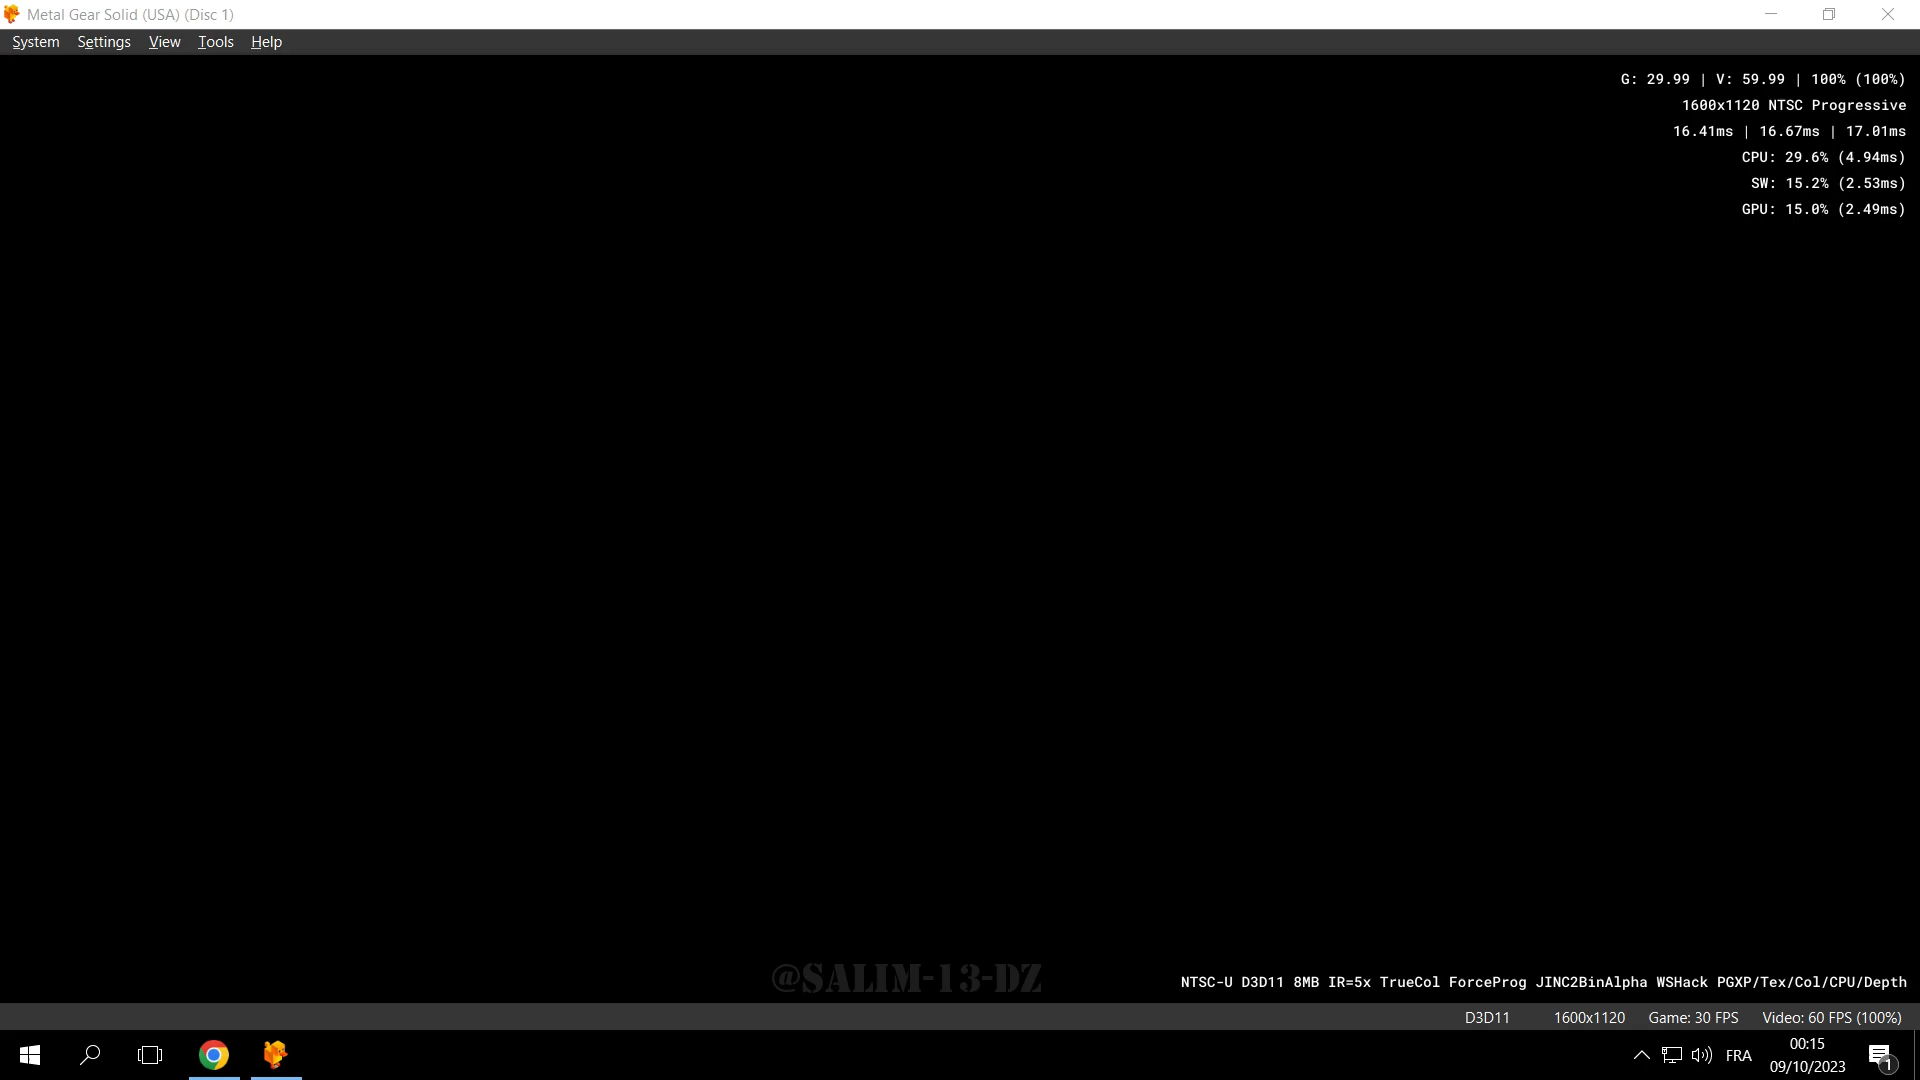 Metal Gear Solid (USA) (Disc 1)
System Settings View Tools Help
G: 29.99 | V: 59.99 | 100% (100%)
1600x1120 NTSC Progressive
16.41ms | 16.67ms | 17.01ms
CPU: 29.6% (4.94ms)
SW: 15.2% (2.53ms)
GPU: 15.0% (2.49ms)
@SALIM-13-DZ
NTSC-U D3D11 8MB IR=5x TrueCol ForceProg JINC2BinAlpha WSHack PGXP/Tex/Col/CPU/Depth
D3D11 1600x1120 Game: 30 FPS Video: 60 FPS (100%)
FRA
00:15
09/10/2023
1